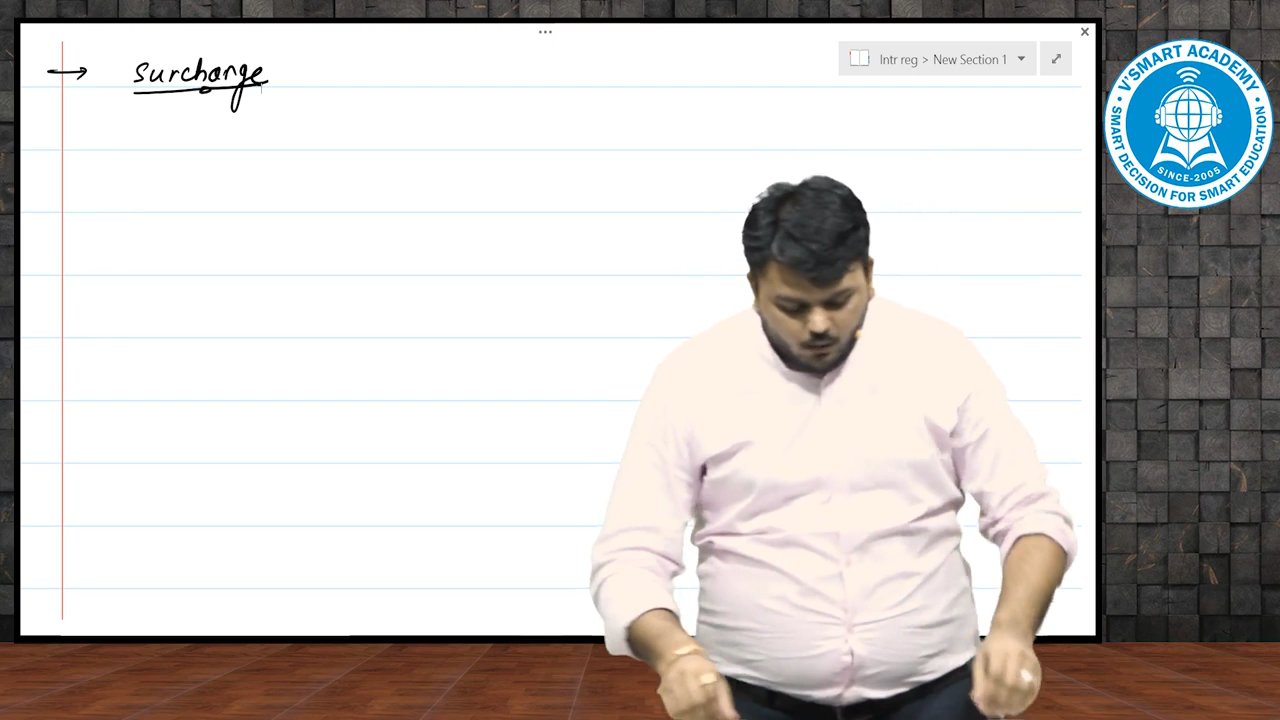 → Surcharge
Intr reg > New Section 1
V'SMART ACADEMY
SINCE-2005
• SMART DECISION FOR SMART EDUCATION •